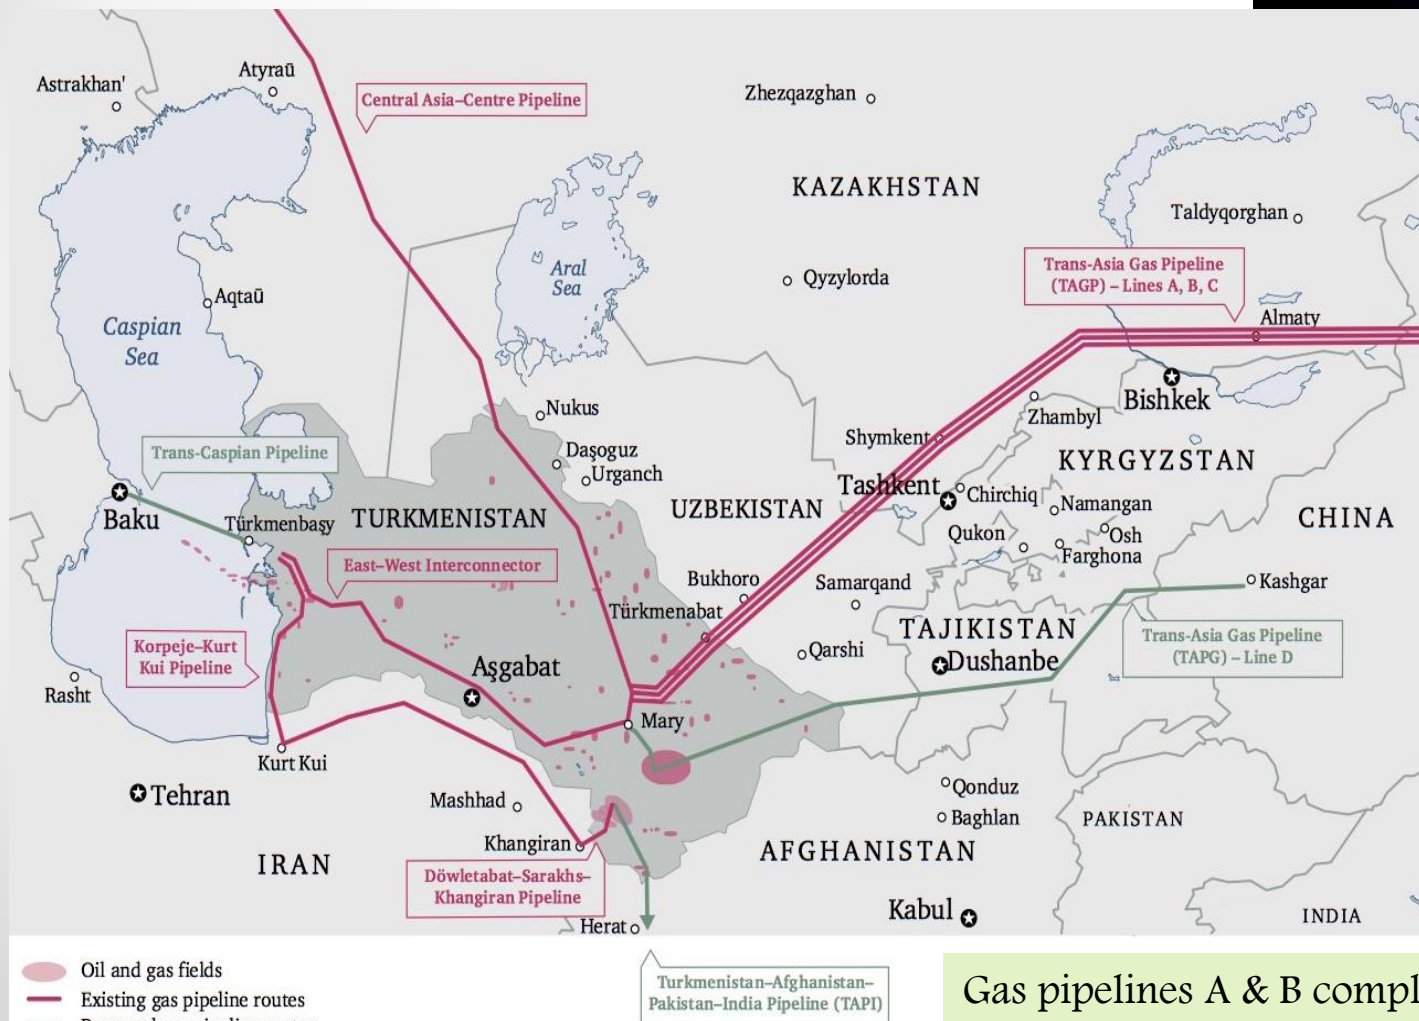 Astrakhan'
Atyraū
Central Asia–Centre Pipeline
Zhezqazghan
KAZAKHSTAN
Taldyqorghan
Trans-Asia Gas Pipeline
(TAGP) – Lines A, B, C
Aral
Sea
Qyzylorda
Aqtaū
Caspian
Sea
Almaty
Bishkek
Zhambyl
Nukus
Shymkent
Daşoguz
Urganch
Trans-Caspian Pipeline
KYRGYZSTAN
Tashkent
Chirchiq
Namangan
Baku
Türkmenbaşy
TURKMENISTAN
UZBEKISTAN
CHINA
Qukon
Osh
Farghona
East–West Interconnector
Bukhoro
Samarqand
Kashgar
Türkmenabat
TAJIKISTAN
Dushanbe
Trans-Asia Gas Pipeline
(TAPG) – Line D
Korpeje–Kurt
Kui Pipeline
Qarshi
Aşgabat
Rasht
Mary
Kurt Kui
Tehran
Mashhad
Qonduz
Baghlan
PAKISTAN
Khangiran
IRAN
AFGHANISTAN
Döwletabat–Sarakhs–
Khangiran Pipeline
Kabul
INDIA
Herat
Oil and gas fields
Existing gas pipeline routes
Turkmenistan–Afghanistan–
Pakistan–India Pipeline (TAPI)
Gas pipelines A & B compl